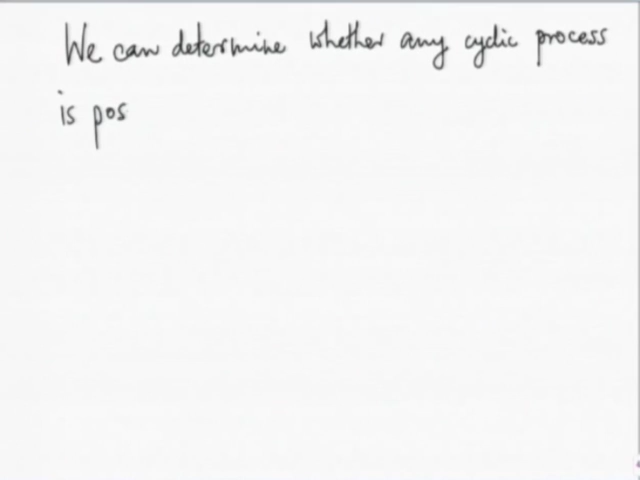 We can determine whether any cyclic process
is pos